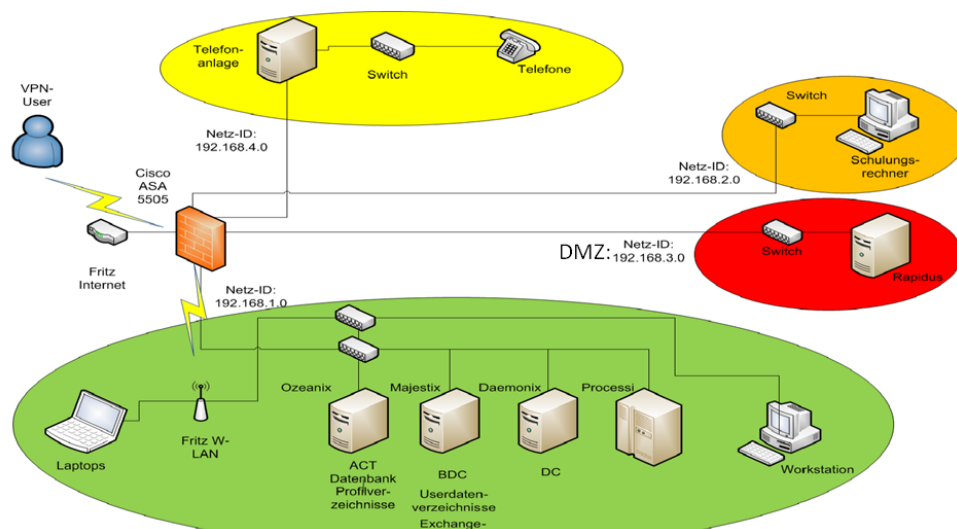 Telefon-
anlage
Switch
Telefone
VPN-
User
Netz-ID:
192.168.4.0
Switch
Schulungs-
rechner
Netz-ID:
192.168.2.0
Cisco
ASA
5505
Fritz
Internet
DMZ:
Netz-ID:
192.168.3.0
Switch
Rapidus
Netz-ID:
192.168.1.0
Ozeanix
Majestix
Daemonix
Processi
Laptops
Fritz W-
LAN
ACT
Datenbank
Profilver-
zeichnisse
BDC
Userdaten-
verzeichnisse
Exchange-
DC
Workstation